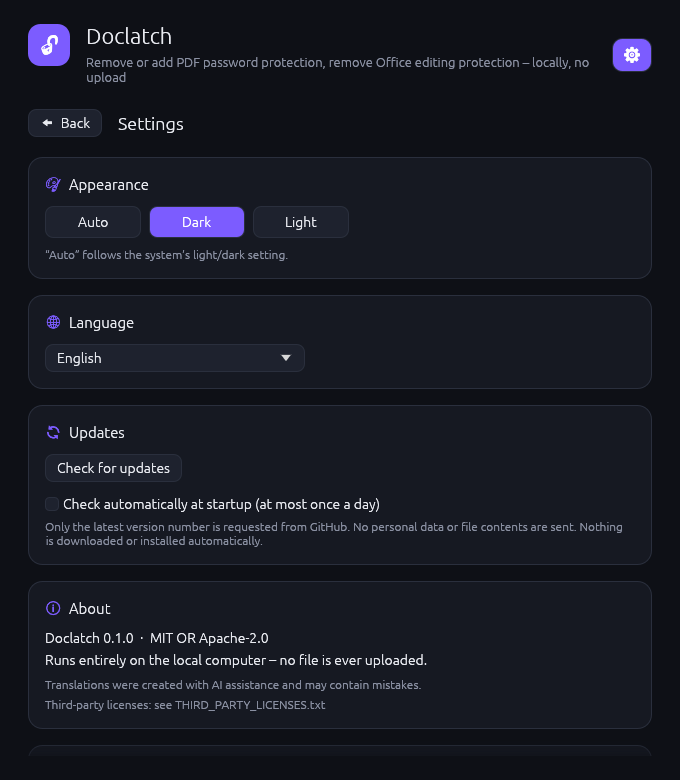 Doclatch
Remove or add PDF password protection, remove Office editing protection – locally, no
upload
Back
Settings
Appearance
Auto
Dark
Light
“Auto” follows the system’s light/dark setting.
Language
English
Updates
Check for updates
Check automatically at startup (at most once a day)
Only the latest version number is requested from GitHub. No personal data or file contents are sent. Nothing
is downloaded or installed automatically.
About
Doclatch 0.1.0 · MIT OR Apache-2.0
Runs entirely on the local computer – no file is ever uploaded.
Translations were created with AI assistance and may contain mistakes.
Third-party licenses: see THIRD_PARTY_LICENSES.txt